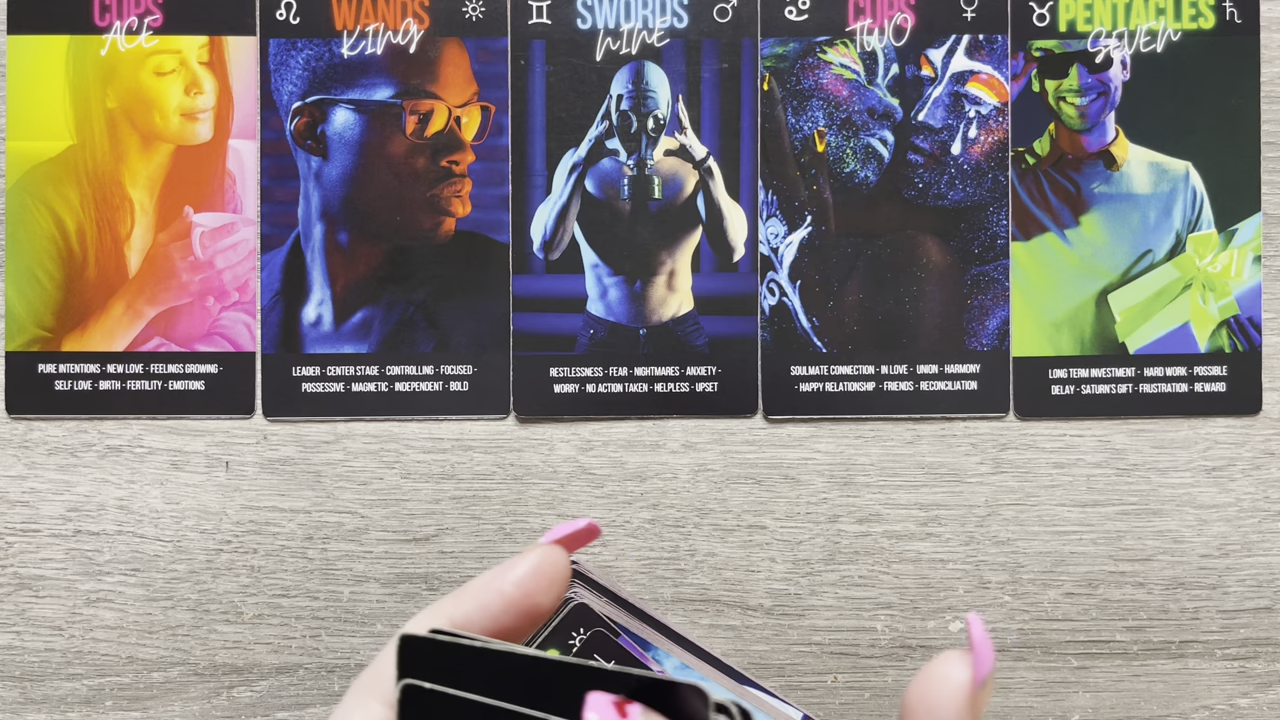 CUPS
ACE
PURE INTENTIONS - NEW LOVE - FEELINGS GROWING -
SELF LOVE - BIRTH - FERTILITY - EMOTIONS
WANDS
KING
LEADER - CENTER STAGE - CONTROLLING - FOCUSED -
POSSESSIVE - MAGNETIC - INDEPENDENT - BOLD
SWORDS
NINE
RESTLESSNESS - FEAR - NIGHTMARES - ANXIETY -
WORRY - NO ACTION TAKEN - HELPLESS - UPSET
CUPS
TWO
SOULMATE CONNECTION - IN LOVE - UNION - HARMONY
- HAPPY RELATIONSHIP - FRIENDS - RECONCILIATION
PENTACLES
SEVEN
LONG TERM INVESTMENT - HARD WORK - POSSIBLE
DELAY - SATURN'S GIFT - FRUSTRATION - REWARD